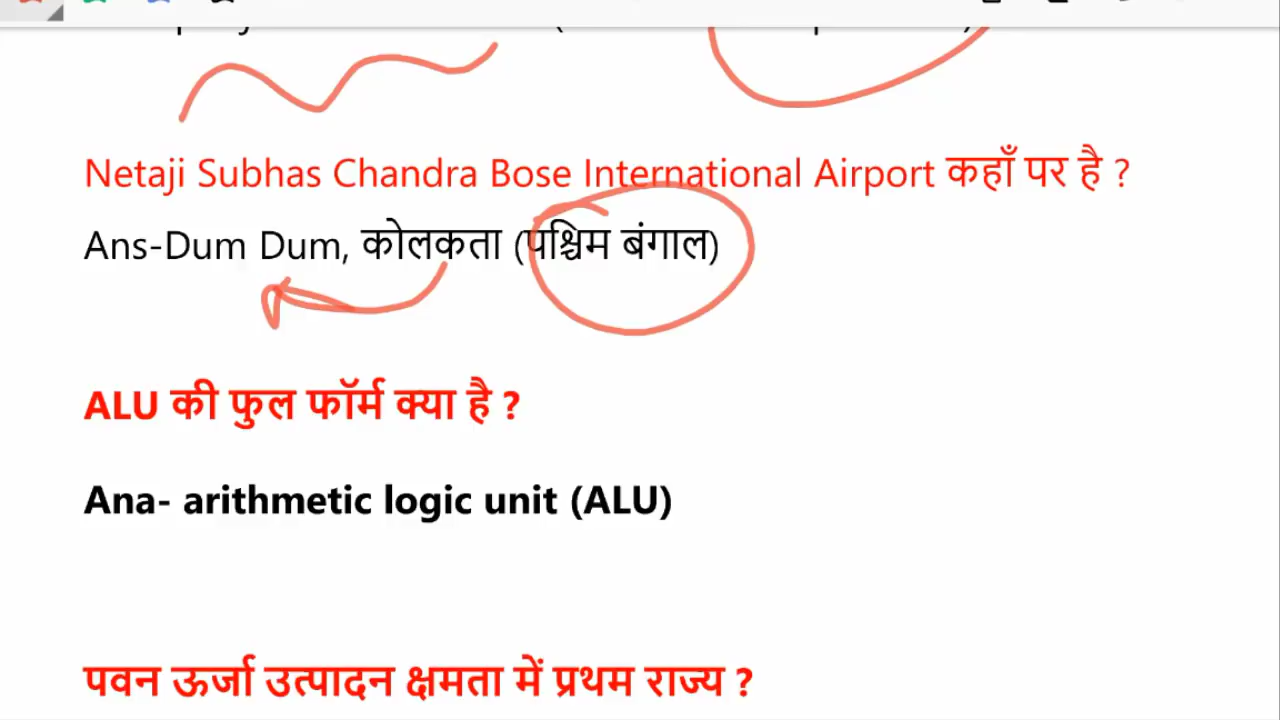 Netaji Subhas Chandra Bose International Airport कहाँ पर है ?
Ans-Dum Dum, कोलकता (पश्चिम बंगाल)
ALU की फुल फॉर्म क्या है ?
Ana- arithmetic logic unit (ALU)
पवन ऊर्जा उत्पादन क्षमता में प्रथम राज्य ?